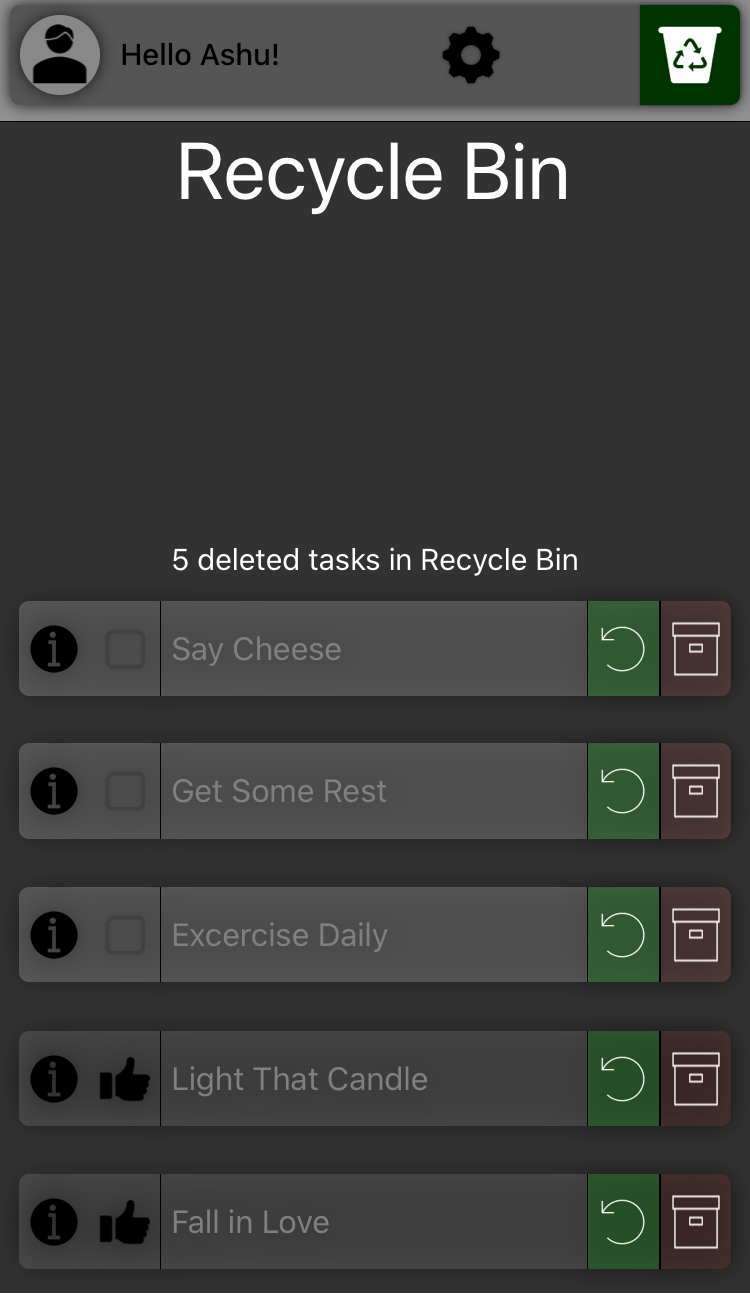 Hello Ashu!
Recycle Bin
5 deleted tasks in Recycle Bin
Say Cheese
Get Some Rest
Excercise Daily
Light That Candle
Fall in Love